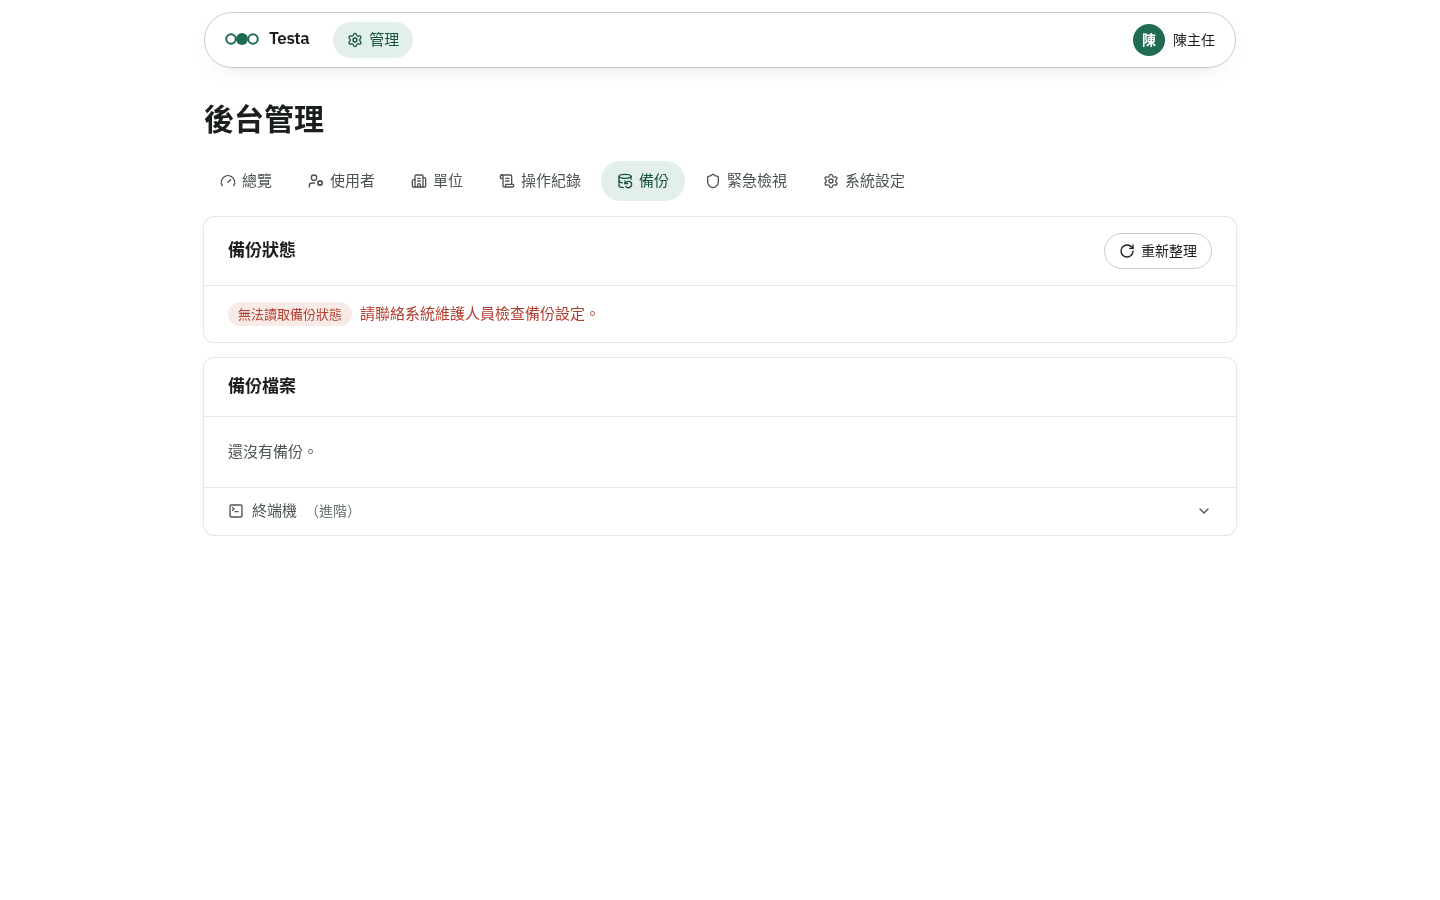 Testa
管理
陳
陳主任
後台管理
總覽
使用者
單位
操作紀錄
備份
緊急檢視
系統設定
備份狀態
重新整理
無法讀取備份狀態
請聯絡系統維護人員檢查備份設定。
備份檔案
還沒有備份。
終端機 （進階）